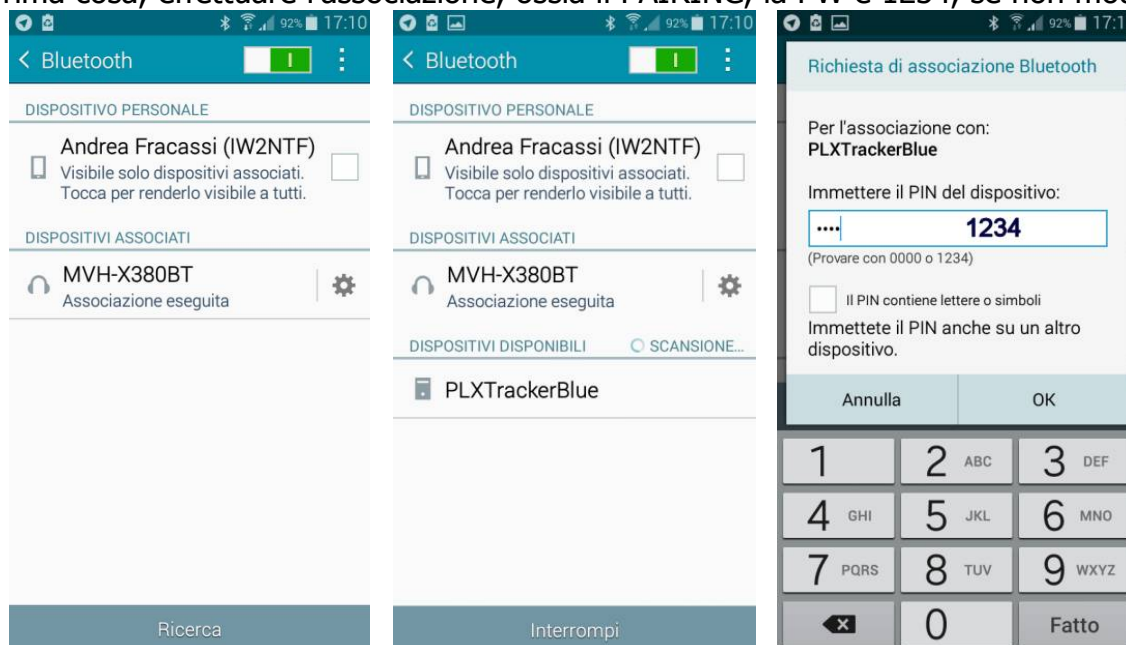 effettuare l'associazione, ossia il PAIRING, la PW è 1234, se non
92% 17:10
Bluetooth
DISPOSITIVO PERSONALE
Andrea Fracassi (IW2NTF)
Visibile solo dispositivi associati.
Tocca per renderlo visibile a tutti.
DISPOSITIVI ASSOCIATI
MVH-X380BT
Associazione eseguita
Ricerca
92% 17:10
Bluetooth
DISPOSITIVO PERSONALE
Andrea Fracassi (IW2NTF)
Visibile solo dispositivi associati.
Tocca per renderlo visibile a tutti.
DISPOSITIVI ASSOCIATI
MVH-X380BT
Associazione eseguita
DISPOSITIVI DISPONIBILI SCANSIONE...
PLXTrackerBlue
Interrompi
92% 17:1
Richiesta di associazione Bluetooth
Per l'associazione con:
PLXTrackerBlue
Immettere il PIN del dispositivo:
•••• 1234
(Provare con 0000 o 1234)
Il PIN contiene lettere o simboli
Immettete il PIN anche su un altro
dispositivo.
Annulla OK
1 2 ABC 3 DEF
4 GHI 5 JKL 6 MNO
7 PQRS 8 TUV 9 WXYZ
0 Fatto